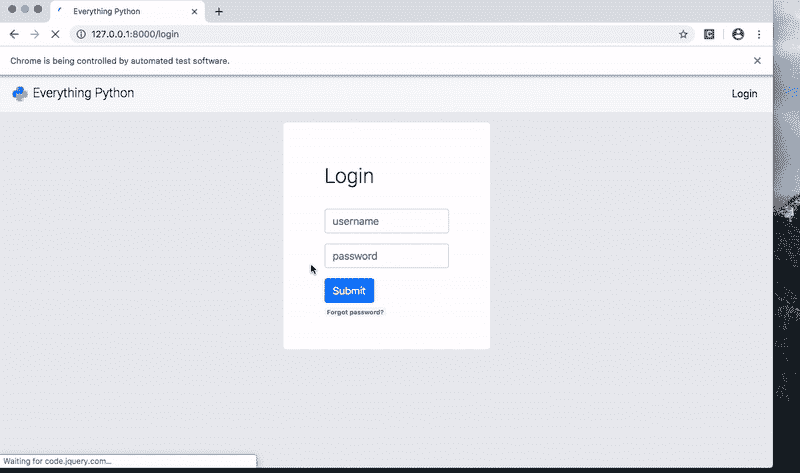 Everything Python
127.0.0.1:8000/login
Chrome is being controlled by automated test software.
Everything Python
Login
Login
username
password
Submit
Forgot password?
Waiting for code.jquery.com...